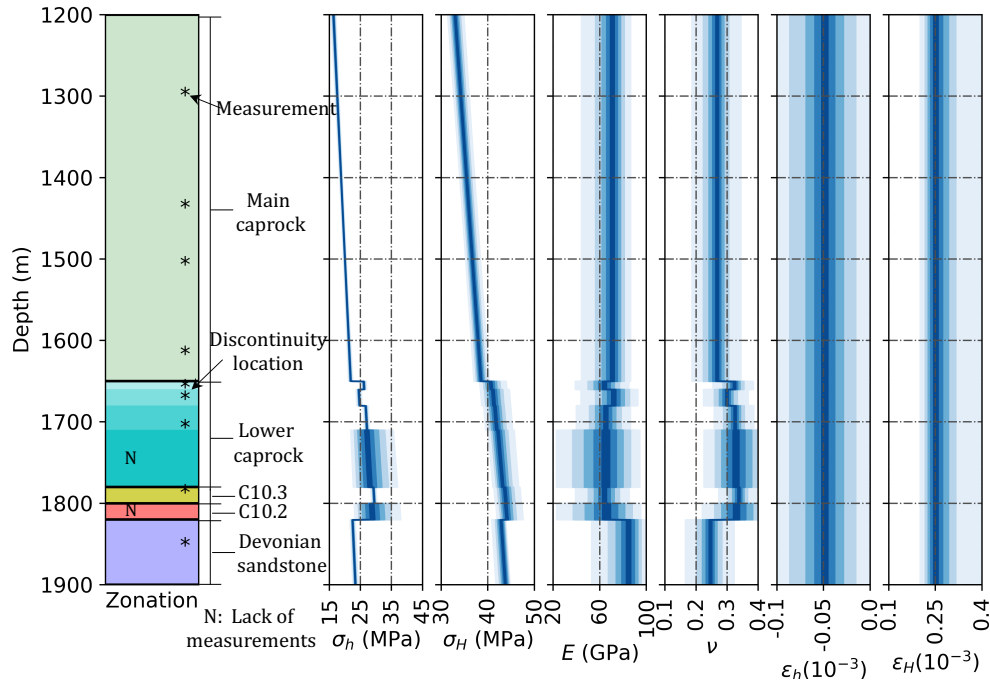 1200
1300
1400
1500
1600
1700
1800
1900
Depth (m)
Measurement
Main
caprock
Discontinuity
location
Lower
caprock
N
C10.3
N
C10.2
Devonian
sandstone
Zonation
N: Lack of
measurements
15
25
35
45
σh (MPa)
30
40
50
σH (MPa)
20
60
100
E (GPa)
0.2
0.3
0.4
ν
-0.1
-0.05
0.0
εh(10−3)
0.1
0.25
0.4
εH(10−3)